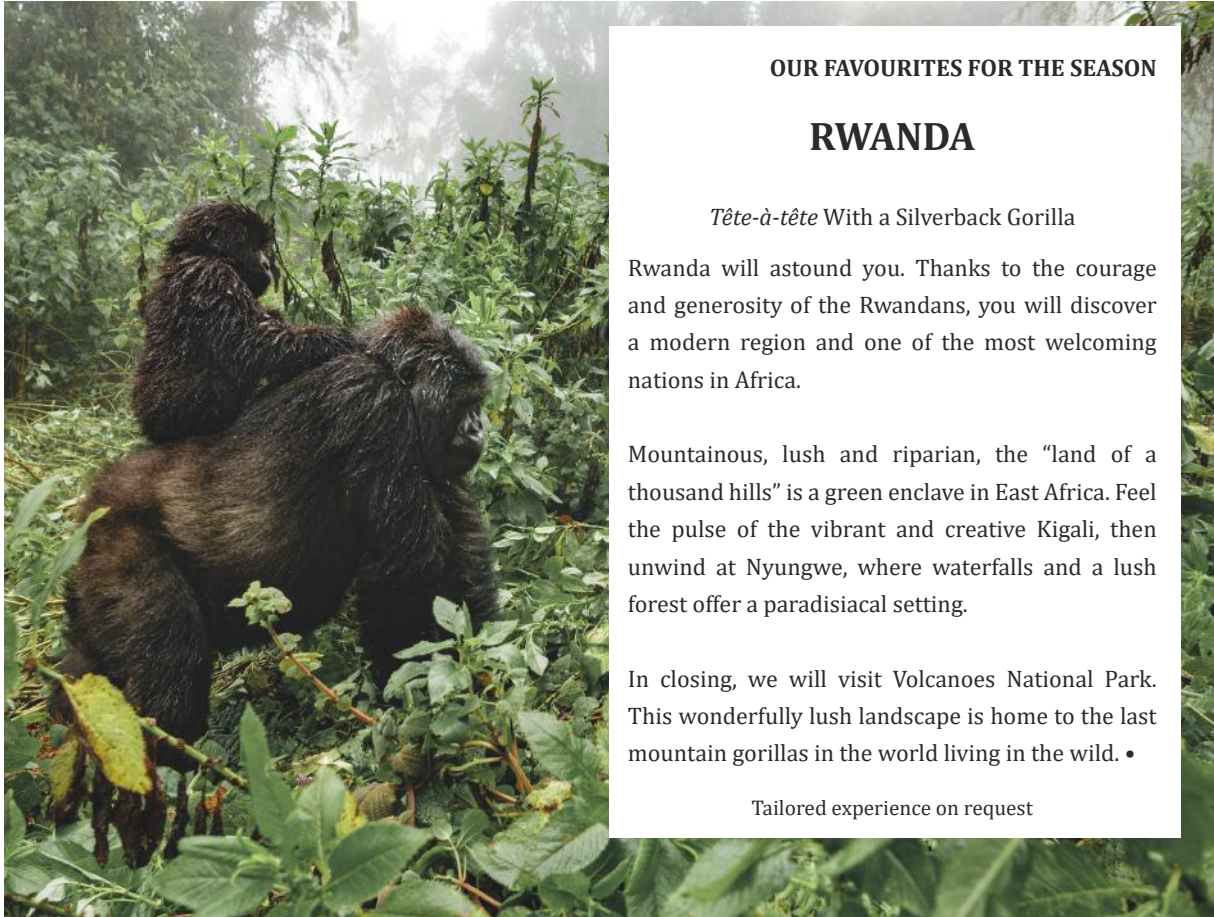 OUR FAVOURITES FOR THE SEASON
RWANDA
Tête-à-tête With a Silverback Gorilla
Rwanda will astound you. Thanks to the courage
and generosity of the Rwandans, you will discover
a modern region and one of the most welcoming
nations in Africa.
Mountainous, lush and riparian, the “land of a
thousand hills” is a green enclave in East Africa. Feel
the pulse of the vibrant and creative Kigali, then
unwind at Nyungwe, where waterfalls and a lush
forest offer a paradisiacal setting.
In closing, we will visit Volcanoes National Park.
This wonderfully lush landscape is home to the last
mountain gorillas in the world living in the wild. •
Tailored experience on request